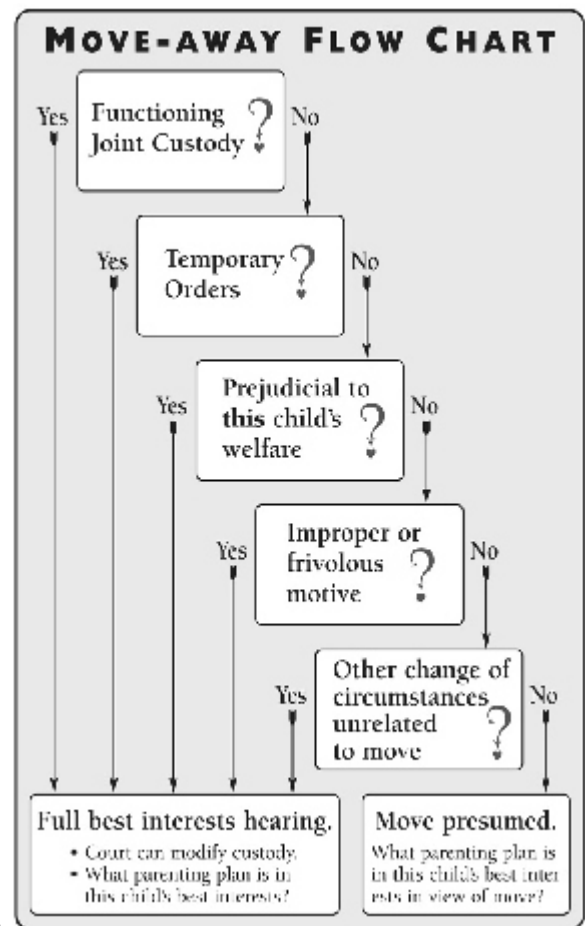 MOVE-AWAY FLOW CHART
Yes
Functioning
Joint Custody ?
No
Yes
Temporary
Orders ?
No
Yes
Prejudicial to
this child's
welfare ?
No
Yes
Improper or
frivolous
motive ?
No
Yes
Other change of
circumstances
unrelated
to move ?
No
Full best interests hearing.
• Court can modify custody.
• What parenting plan is in
this child's best interests?
Move presumed.
What parenting plan is
in this child's best inter
ests in view of move?